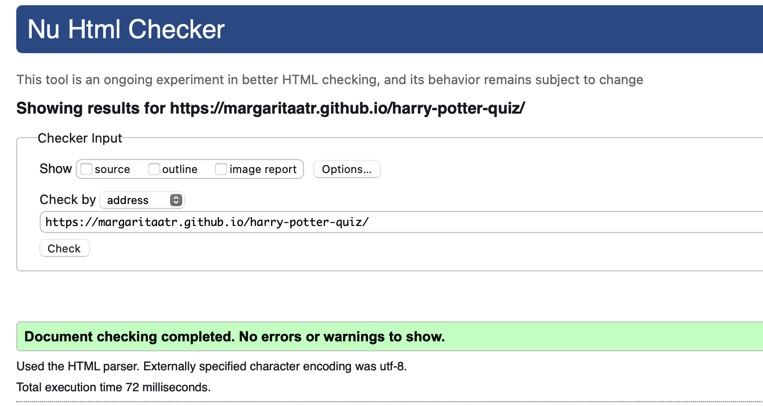 Nu Html Checker
This tool is an ongoing experiment in better HTML checking, and its behavior remains subject to change
Showing results for https://margaritaatr.github.io/harry-potter-quiz/
Checker Input
Show source outline image report Options...
Check by address
https://margaritaatr.github.io/harry-potter-quiz/
Check
Document checking completed. No errors or warnings to show.
Used the HTML parser. Externally specified character encoding was utf-8.
Total execution time 72 milliseconds.